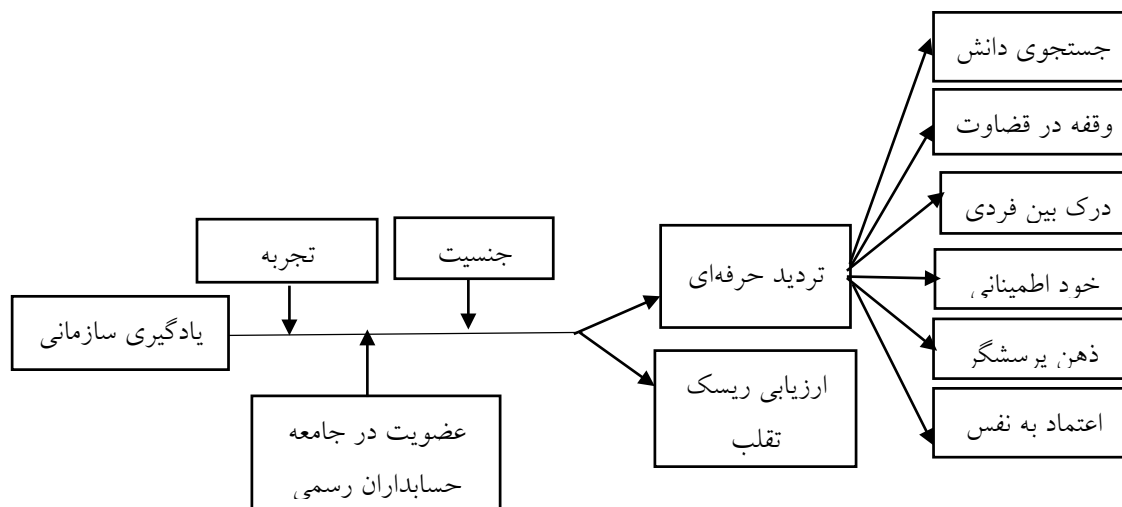 جستجوی دانش
وقفه در قضاوت
درک بین فردی
خود اطمینانی
ذهن پرسشگر
اعتماد به نفس
تردید حرفه‌ای
ارزیابی ریسک
تقلب
جنسیت
تجربه
یادگیری سازمانی
عضویت در جامعه
حسابداران رسمی